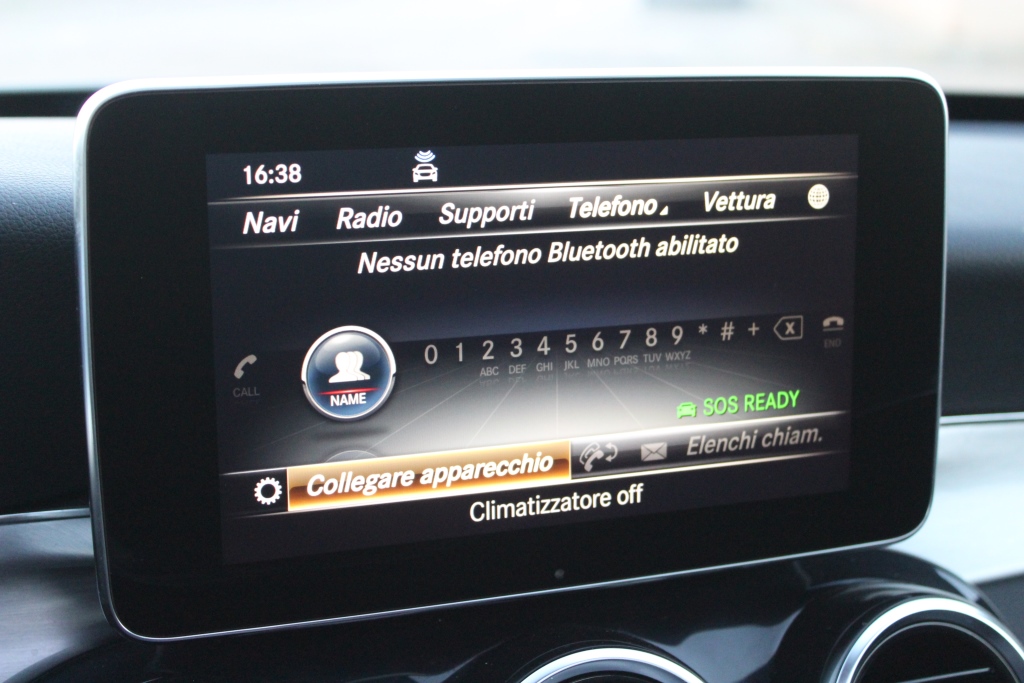 16:38
Navi Radio Supporti Telefono Vettura
Nessun telefono Bluetooth abilitato
CALL NAME 0 1 2 3 4 5 6 7 8 9 * # + X END
ABC DEF GHI JKL MNO PQRS TUV WXYZ
SOS READY
Collegare apparecchio Elenchi chiam.
Climatizzatore off